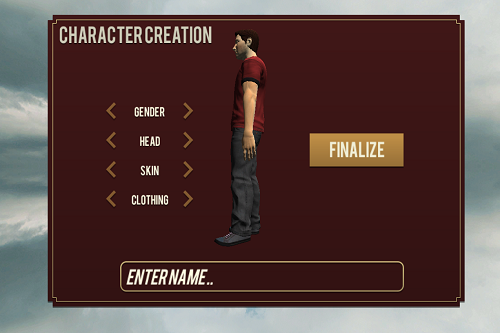 CHARACTER CREATION
GENDER
HEAD
SKIN
CLOTHING
FINALIZE
ENTER NAME..